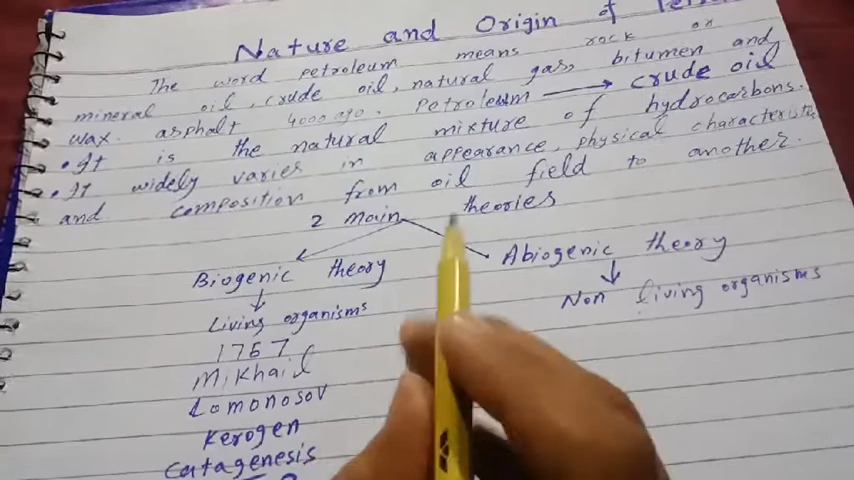 Nature and Origin of
The word petroleum means rock or
mineral oil, crude oil, natural gas, bitumen and
wax. asphalt 4000 ago. Petroleum → crude oil
• It is the natural mixture of hydrocarbons.
• It widely varies in appearance, physical characteristics
and composition from oil field to another.
2 main theories
Biogenic theory Abiogenic theory
Living organisms Non living organisms
1757
Mikhail
Lomonosov
Kerogen
Catagenesis